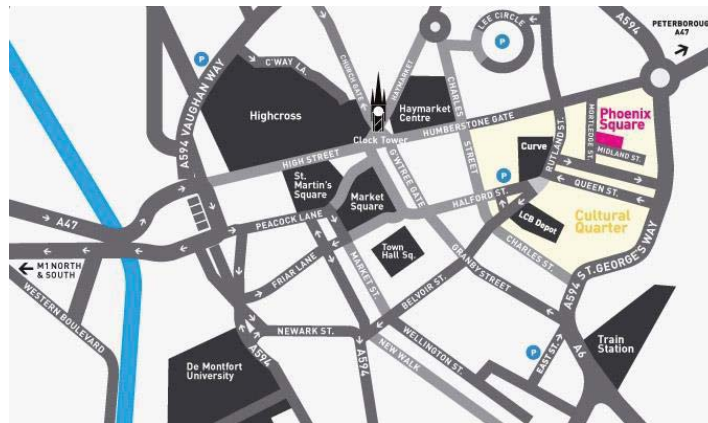 A594
PETERBOROUGH
A47
LEE CIRCLE
P
P
A594 VAUGHAN WAY
C'WAY LA.
CHURCH GATE
HAYMARKET
CHARLES
STREET
Highcross
Haymarket
Centre
HUMBERSTONE GATE
Clock Tower
RUTLAND ST.
MORTLEDGE ST.
Phoenix
Square
MIDLAND ST.
Curve
HIGH STREET
G'WTREE GATE
St.
Martin's
Square
Market
Square
P
HALFORD ST.
QUEEN ST.
LCB Depot
Cultural
Quarter
A47
PEACOCK LANE
Town
Hall Sq.
CHARLES ST.
A594 ST.GEORGE'S WAY
M1 NORTH
& SOUTH
FRIAR LANE
MARKET ST.
GRANBYSTREET
BELVOIR ST.
WESTERN BOULEVARD
NEWARK ST.
A594
A594
WELLINGTON ST.
NEW WALK
P
EAST ST.
A6
Train
Station
De Montfort
University